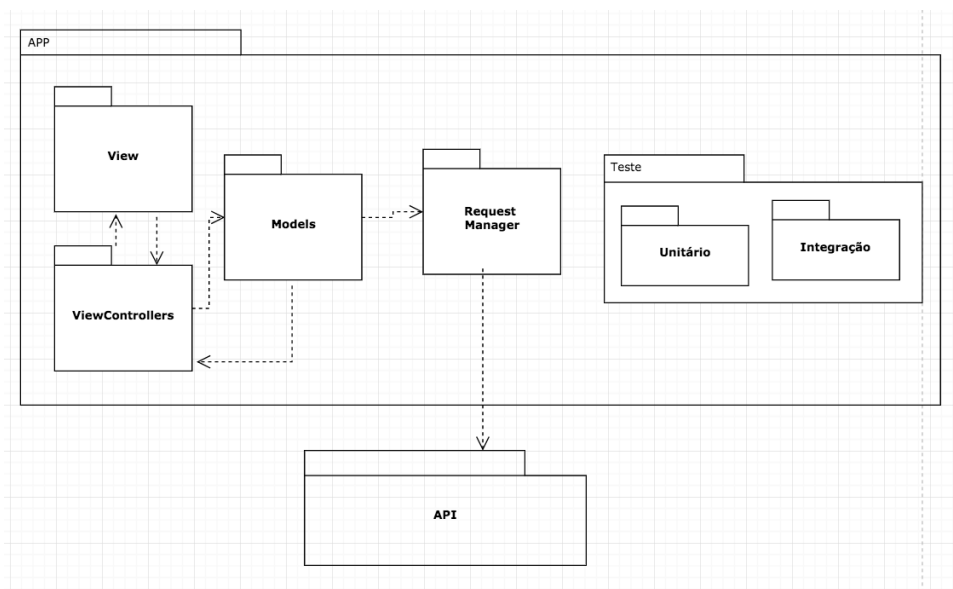 APP
View
Models
Request
Manager
Teste
Unitário
Integração
ViewControllers
API